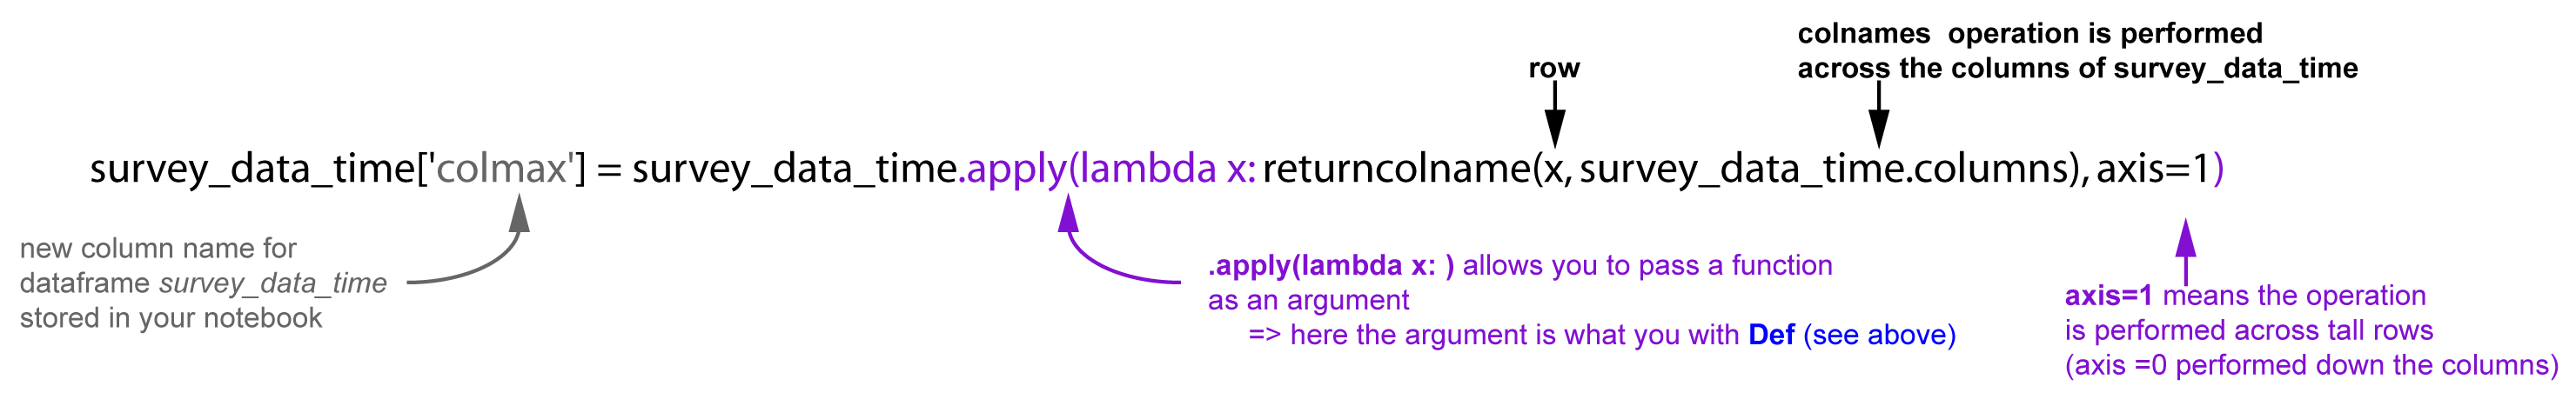 colnames  operation is performed
row
across the columns of survey_data_time
survey_data_time['colmax'] = survey_data_time.apply(lambda x: returncolname(x, survey_data_time.columns), axis=1)
new column name for
dataframe survey_data_time
stored in your notebook
.apply(lambda x: ) allows you to pass a function
as an argument
=> here the argument is what you with Def (see above)
axis=1 means the operation
is performed across tall rows
(axis =0 performed down the columns)